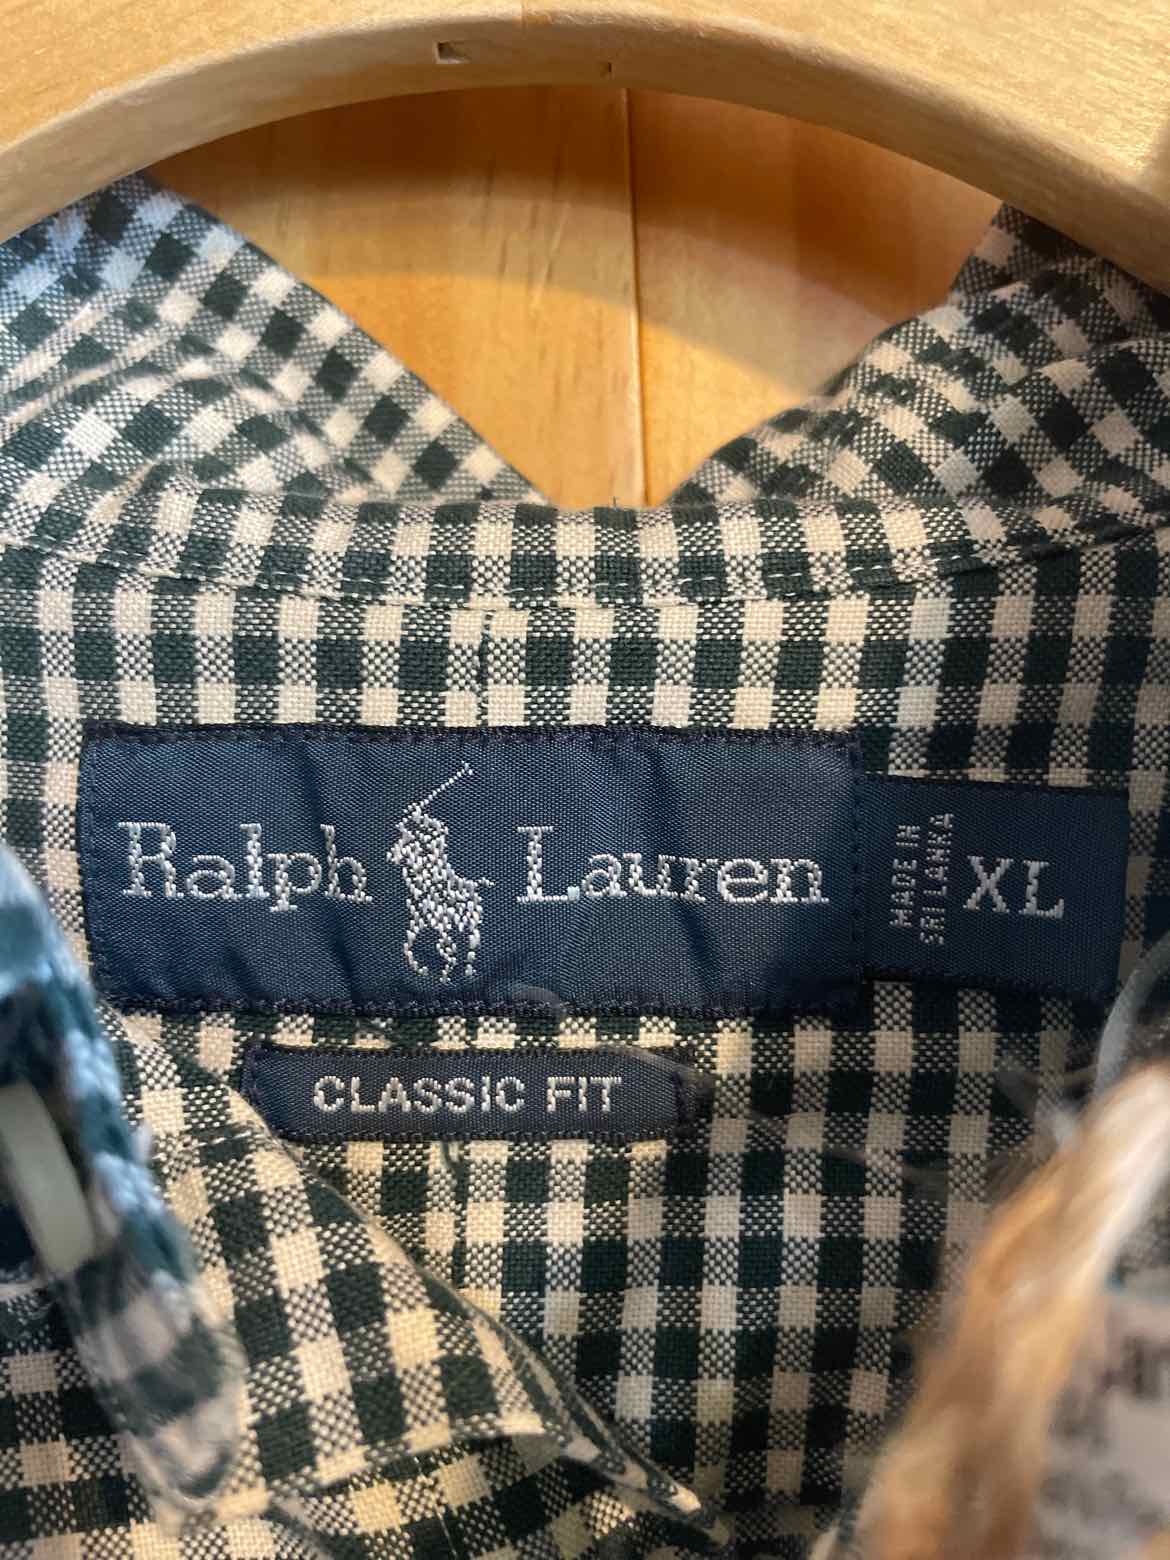 Ralph Lauren
MADE IN
SRI LANKA
XL
CLASSIC FIT